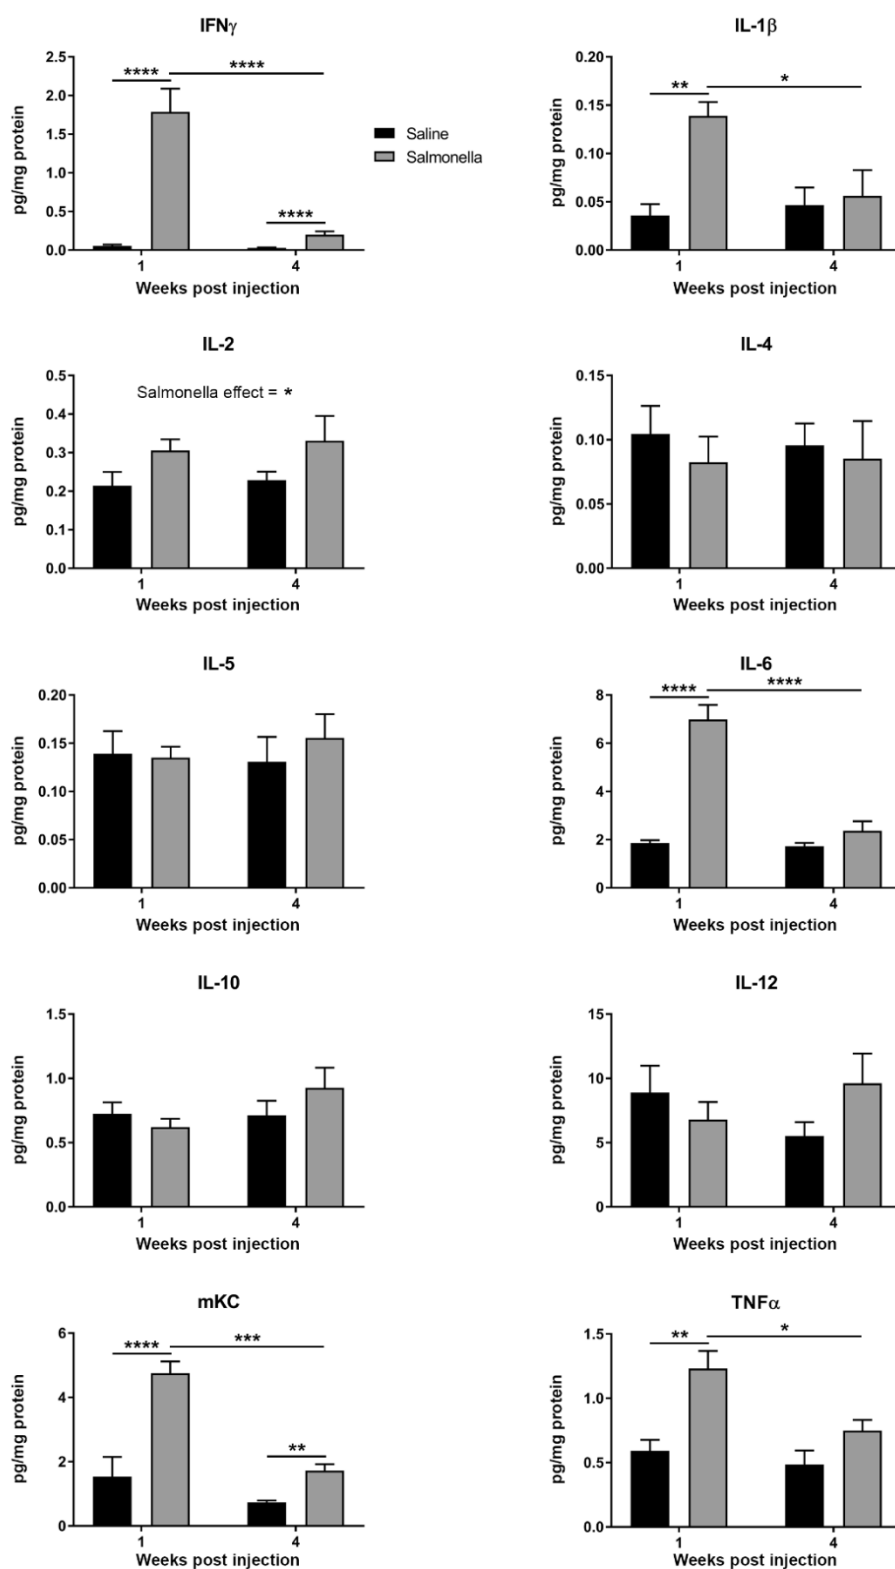 IFNγ
2.5
2.0
1.5
1.0
0.5
0.0
pg/mg protein
**** ****
****
1 4
Weeks post injection
Saline
Salmonella
IL-1β
0.20
0.15
0.10
0.05
0.00
pg/mg protein
** *
1 4
Weeks post injection
IL-2
0.5
0.4
0.3
0.2
0.1
0.0
pg/mg protein
Salmonella effect = *
1 4
Weeks post injection
IL-4
0.15
0.10
0.05
0.00
pg/mg protein
1 4
Weeks post injection
IL-5
0.20
0.15
0.10
0.05
0.00
pg/mg protein
1 4
Weeks post injection
IL-6
8
6
4
2
0
pg/mg protein
**** ****
1 4
Weeks post injection
IL-10
1.5
1.0
0.5
0.0
pg/mg protein
1 4
Weeks post injection
IL-12
15
10
5
0
pg/mg protein
1 4
Weeks post injection
mKC
6
4
2
0
pg/mg protein
**** ***
**
1 4
Weeks post injection
TNFα
1.5
1.0
0.5
0.0
pg/mg protein
** *
1 4
Weeks post injection